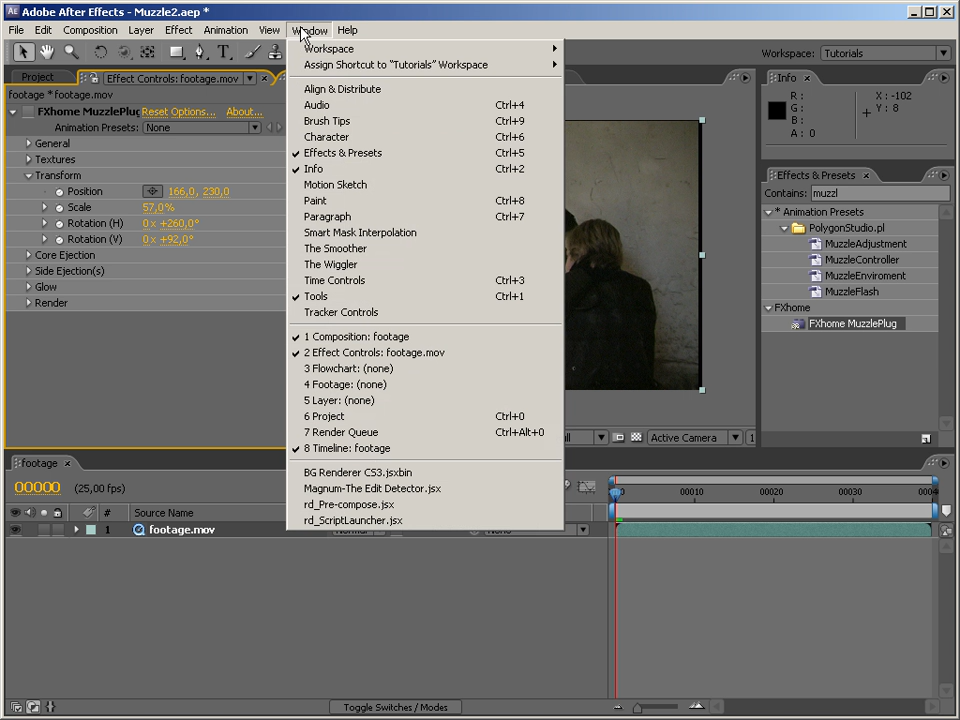 AE Adobe After Effects - Muzzle2.aep *
File Edit Composition Layer Effect Animation View Window Help
Workspace: Tutorials
Project Effect Controls: footage.mov
footage * footage.mov
FXhome MuzzlePlug Reset Options... About...
Animation Presets: None
General
Textures
Transform
Position 166,0, 230,0
Scale 57,0%
Rotation (H) 0 x +260,0°
Rotation (V) 0 x +92,0°
Core Ejection
Side Ejection(s)
Glow
Render
Workspace
Assign Shortcut to "Tutorials" Workspace
Align & Distribute
Audio Ctrl+4
Brush Tips Ctrl+9
Character Ctrl+6
Effects & Presets Ctrl+5
Info Ctrl+2
Motion Sketch
Paint Ctrl+8
Paragraph Ctrl+7
Smart Mask Interpolation
The Smoother
The Wiggler
Time Controls Ctrl+3
Tools Ctrl+1
Tracker Controls
1 Composition: footage
2 Effect Controls: footage.mov
3 Flowchart: (none)
4 Footage: (none)
5 Layer: (none)
6 Project Ctrl+0
7 Render Queue Ctrl+Alt+0
8 Timeline: footage
BG Renderer CS3.jsxbin
Magnum-The Edit Detector.jsx
rd_Pre-compose.jsx
rd_ScriptLauncher.jsx
Active Camera 1
Info
R :
G :
B :
A : 0
X : -102
Y : 8
Effects & Presets
Contains: muzzl
* Animation Presets
PolygonStudio.pl
MuzzleAdjustment
MuzzleController
MuzzleEnviroment
MuzzleFlash
FXhome
FXhome MuzzlePlug
footage
00000 (25,00 fps)
# Source Name
1 footage.mov
00010 00020 00030 0004
Toggle Switches / Modes